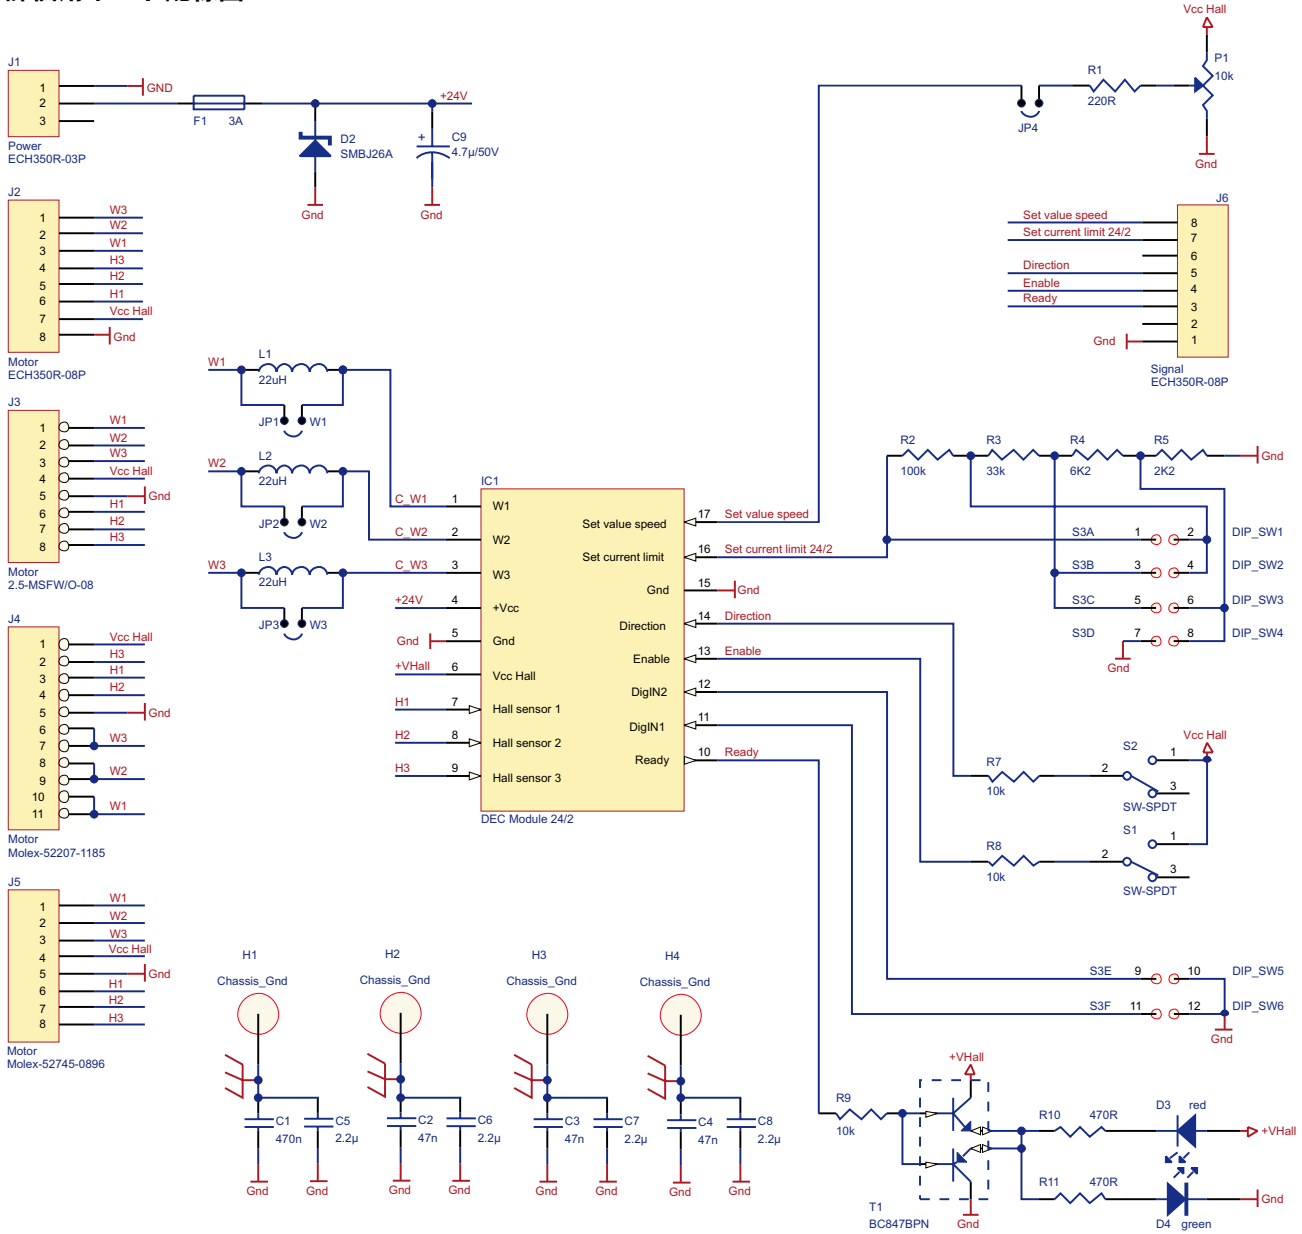 Vcc Hall
P1
10k
R1
220R
JP4
Gnd
J1
1
2
3
GND
Power
ECH350R-03P
F1 3A
+24V
D2
SMBJ26A
C9
4.7µ/50V
+
Gnd
Gnd
J2
1 W3
2 W2
3 W1
4 H3
5 H2
6 H1
7 Vcc Hall
8 Gnd
Motor
ECH350R-08P
J6
Set value speed 8
Set current limit 24/2 7
6
Direction 5
Enable 4
Ready 3
2
Gnd 1
Signal
ECH350R-08P
J3
1 W1
2 W2
3 W3
4 Vcc Hall
5 Gnd
6 H1
7 H2
8 H3
Motor
2.5-MSFW/O-08
W1
L1
22uH
JP1 W1
W2
L2
22uH
JP2 W2
W3
L3
22uH
JP3 W3
J4
1 Vcc Hall
2 H3
3 H1
4 H2
5 Gnd
6
7 W3
8
9 W2
10
11 W1
Motor
Molex-52207-1185
IC1
C_W1 1 W1
C_W2 2 W2
C_W3 3 W3
+24V 4 +Vcc
Gnd 5 Gnd
+VHall 6 Vcc Hall
H1 7 Hall sensor 1
H2 8 Hall sensor 2
H3 9 Hall sensor 3
Set value speed 17 Set value speed
Set current limit 16 Set current limit 24/2
Gnd 15 Gnd
Direction 14 Direction
Enable 13 Enable
DigIN2 12
DigIN1 11
Ready 10 Ready
DEC Module 24/2
R2
100k
R3
33k
R4
6K2
R5
2K2
Gnd
S3A 1 2 DIP_SW1
S3B 3 4 DIP_SW2
S3C 5 6 DIP_SW3
S3D 7 8 DIP_SW4
Gnd
Vcc Hall
R7
10k
S2
1
2
3
SW-SPDT
R8
10k
S1
1
2
3
SW-SPDT
J5
1 W1
2 W2
3 W3
4 Vcc Hall
5 Gnd
6 H1
7 H2
8 H3
Motor
Molex-52745-0896
H1
Chassis_Gnd
C1
470n
C5
2.2µ
Gnd
Gnd
H2
Chassis_Gnd
C2
47n
C6
2.2µ
Gnd
Gnd
H3
Chassis_Gnd
C3
47n
C7
2.2µ
Gnd
Gnd
H4
Chassis_Gnd
C4
47n
C8
2.2µ
Gnd
Gnd
S3E 9 10 DIP_SW5
S3F 11 12 DIP_SW6
Gnd
+VHall
R9
10k
T1
BC847BPN
Gnd
R10 470R
D3 red
+VHall
R11 470R
D4 green
Gnd